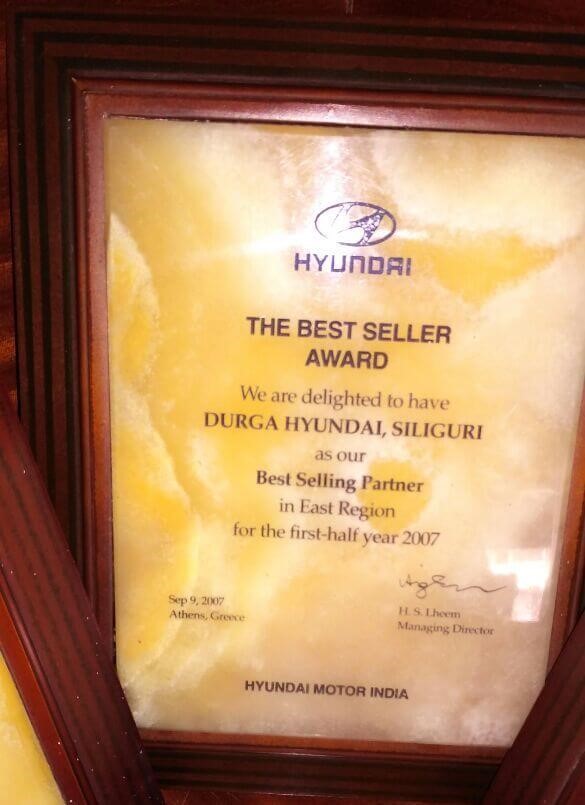 HYUNDAI
THE BEST SELLER
AWARD
We are delighted to have
DURGA HYUNDAI, SILIGURI
as our
Best Selling Partner
in East Region
for the first-half year 2007
Sep 9, 2007
Athens, Greece
H. S. Lheem
Managing Director
HYUNDAI MOTOR INDIA